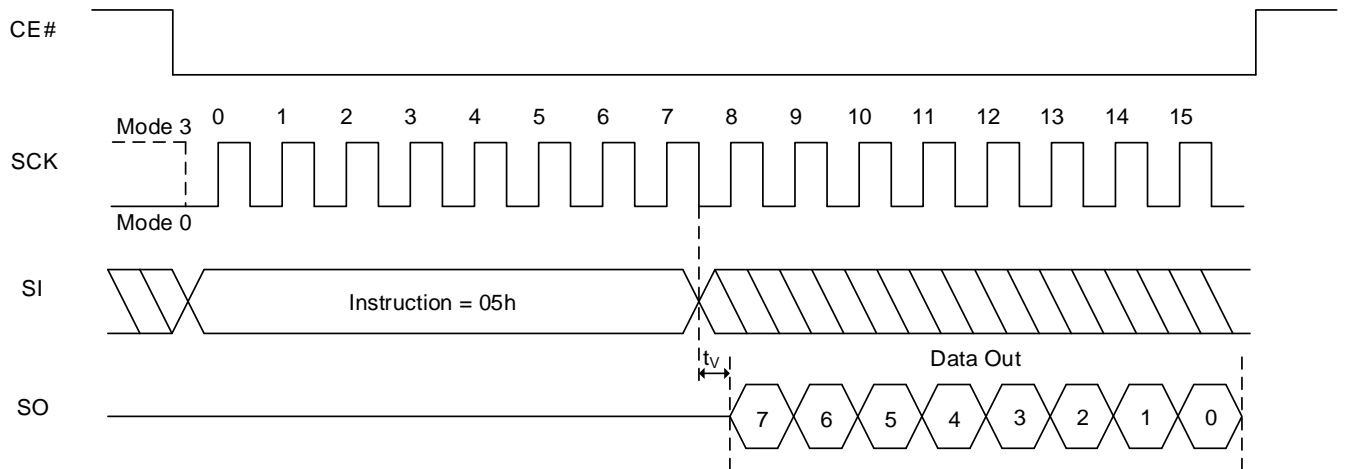 CE#
Mode 3
0 1 2 3 4 5 6 7 8 9 10 11 12 13 14 15
SCK
Mode 0
SI
Instruction = 05h
tV
Data Out
SO
7 6 5 4 3 2 1 0